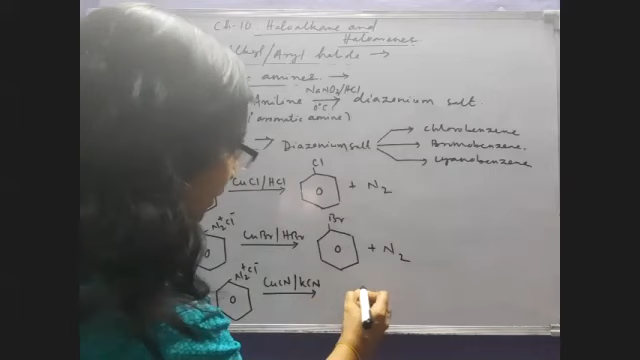 Ch-10 Haloalkane and
Haloarenes
Alkyl/Aryl halide →
amines. →
Aniline NaNO2/HCl → 0°C diazonium salt
aromatic amine)
→ Diazonium salt
→ Chlorobenzene
→ Bromobenzene.
→ Cyanobenzene
CuCl/HCl → Cl + N2
N2+Cl- CuBr/HBr → Br + N2
N2+Cl- CuCN/KCN →